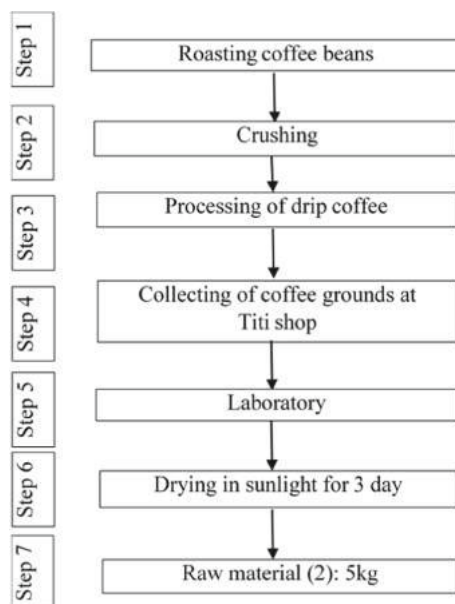 Step 1
Roasting coffee beans
Step 2
Crushing
Step 3
Processing of drip coffee
Step 4
Collecting of coffee grounds at
Titi shop
Step 5
Laboratory
Step 6
Drying in sunlight for 3 day
Step 7
Raw material (2): 5kg